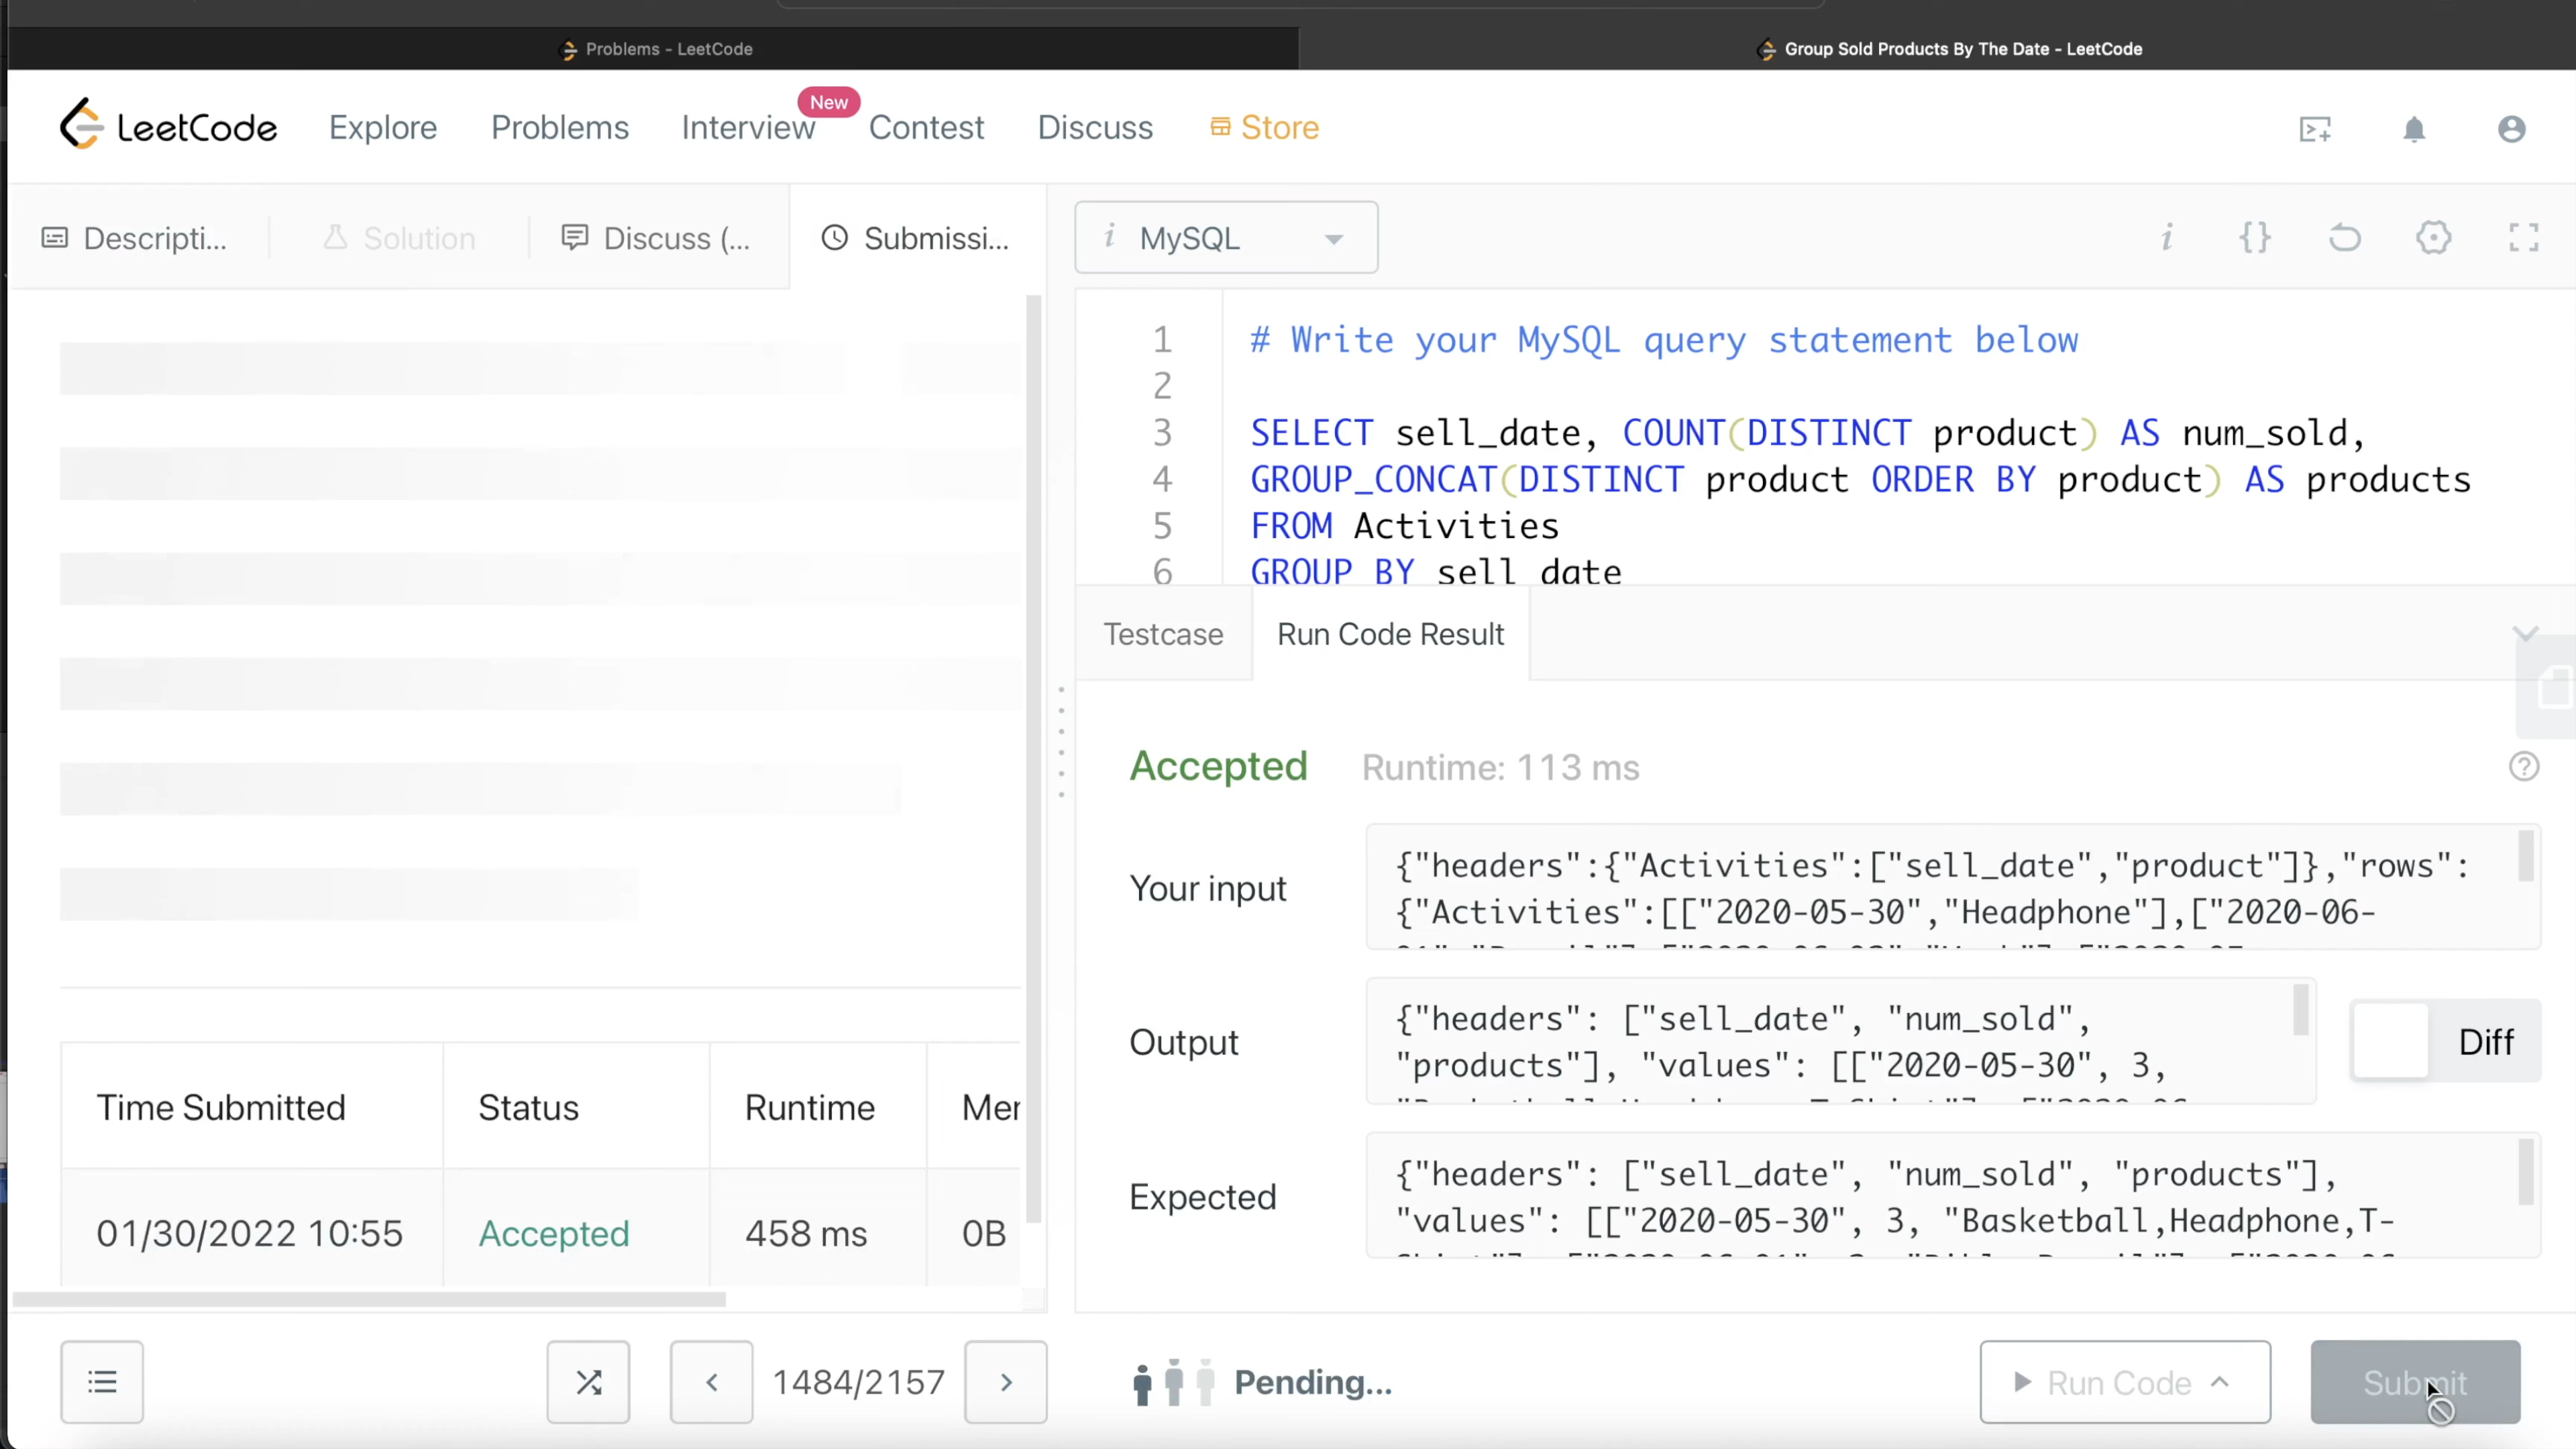 Problems - LeetCode
Group Sold Products By The Date - LeetCode
LeetCode
Explore
Problems
Interview
New
Contest
Discuss
Store
Descripti...
Solution
Discuss (...
Submissi...
i MySQL
i {}
1 # Write your MySQL query statement below
2
3 SELECT sell_date, COUNT(DISTINCT product) AS num_sold,
4 GROUP_CONCAT(DISTINCT product ORDER BY product) AS products
5 FROM Activities
6 GROUP BY sell_date
Testcase
Run Code Result
Accepted
Runtime: 113 ms
?
Your input
{"headers":{"Activities":["sell_date","product"]},"rows":
{"Activities":[["2020-05-30","Headphone"],["2020-06-
Output
{"headers": ["sell_date", "num_sold",
"products"], "values": [["2020-05-30", 3,
Diff
Expected
{"headers": ["sell_date", "num_sold", "products"],
"values": [["2020-05-30", 3, "Basketball,Headphone,T-
Time Submitted
Status
Runtime
Mer
01/30/2022 10:55
Accepted
458 ms
0B
1484/2157
Pending...
Run Code
Submit